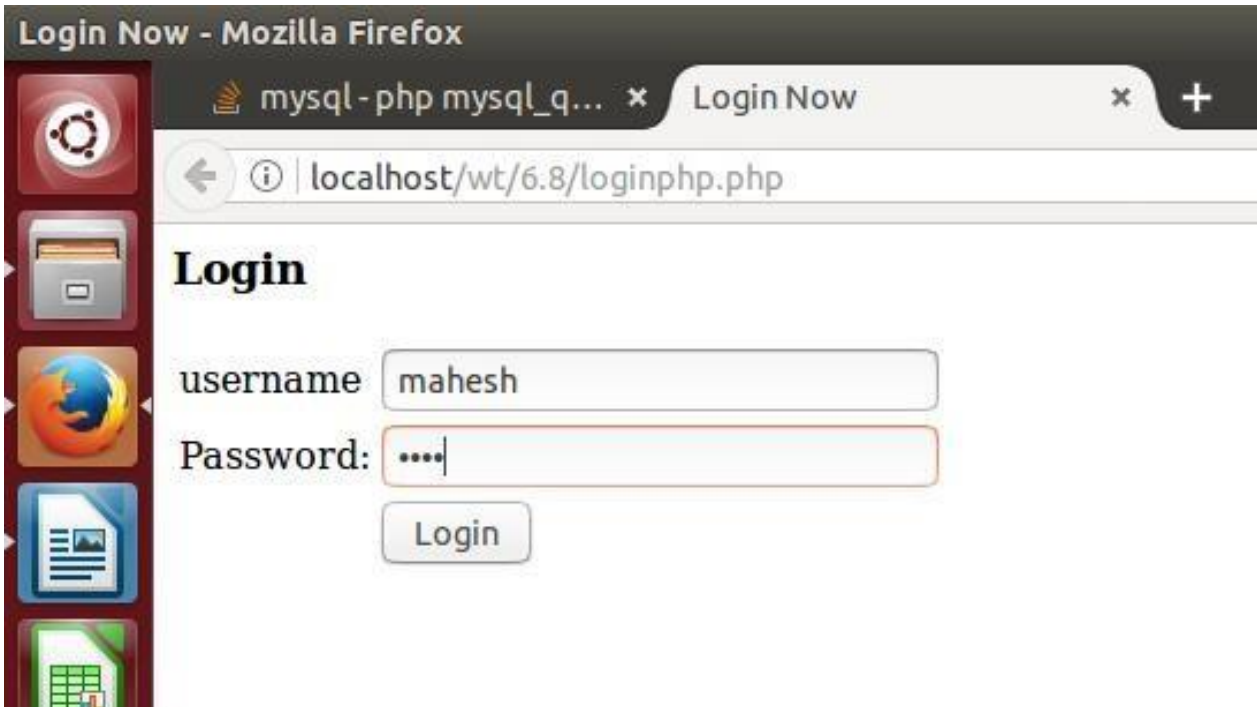 Login Now - Mozilla Firefox
mysql - php mysql_q... × Login Now × +
localhost/wt/6.8/loginphp.php
Login
username mahesh
Password: ••••
Login